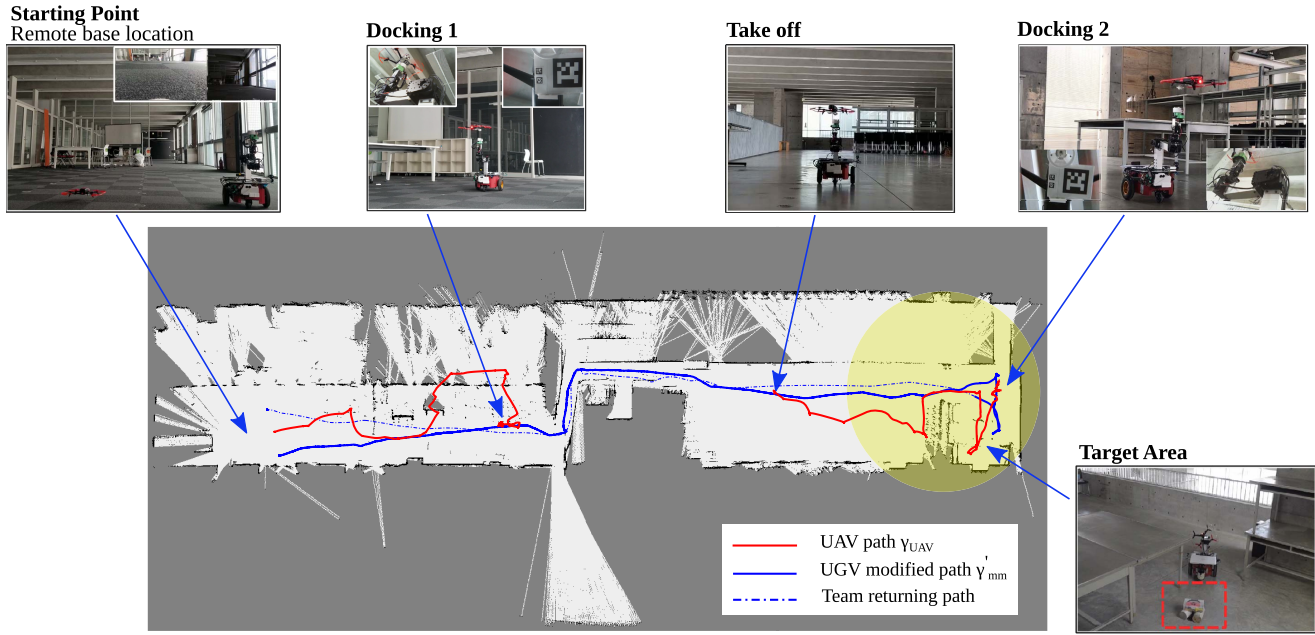 Starting Point
Remote base location
Docking 1
Take off
Docking 2
Target Area
UAV path γUAV
UGV modified path γ'mm
Team returning path